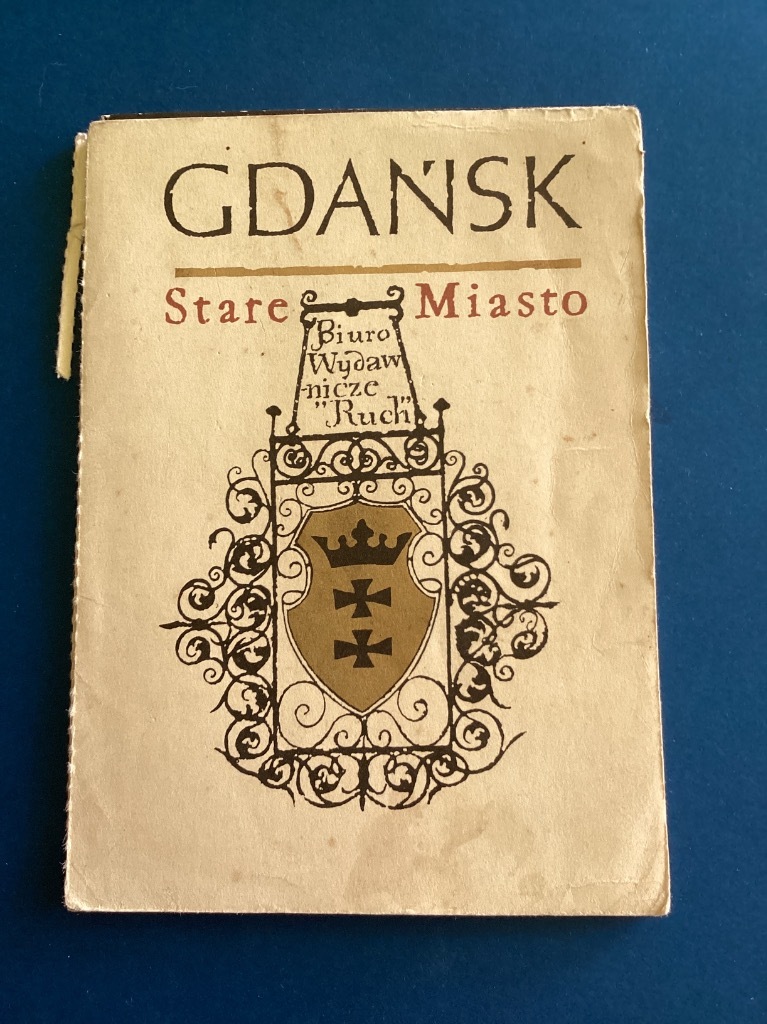 GDAŃSK
Stare Miasto
Biuro
Wydaw
-nicze
"Ruch"